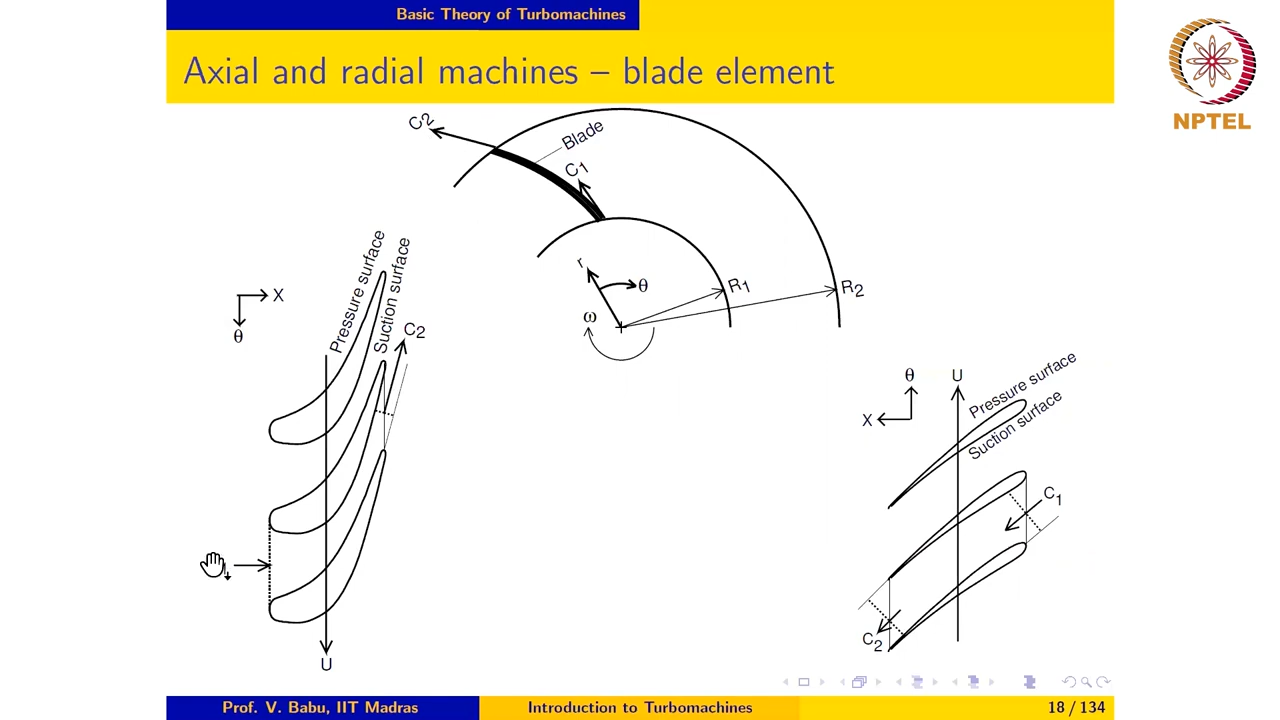 Basic Theory of Turbomachines
Axial and radial machines – blade element
NPTEL
C2
Blade
C1
r
θ
R1
R2
ω
Pressure surface
Suction surface
X
θ
C2
U
θ
U
X
Pressure surface
Suction surface
C1
C2
Prof. V. Babu, IIT Madras
Introduction to Turbomachines
18 / 134